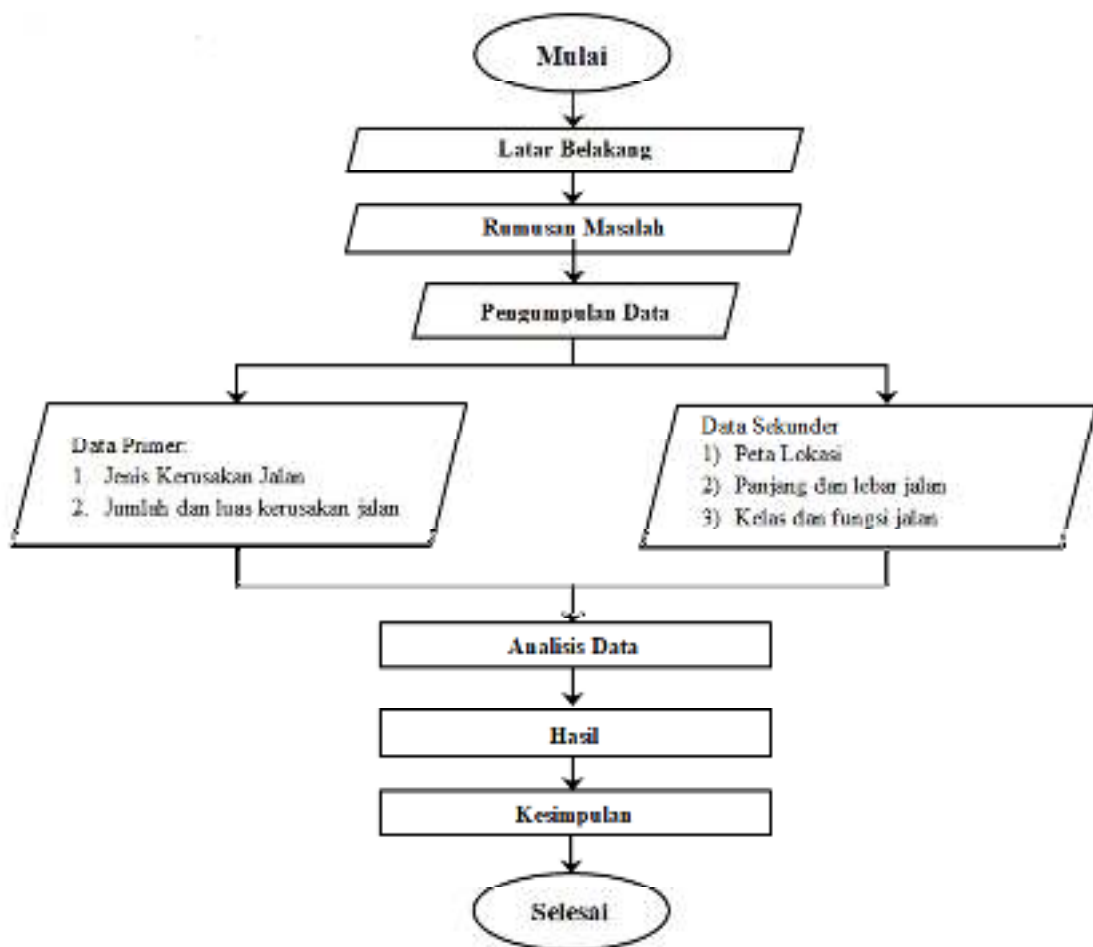 Mulai
Latar Belakang
Rumusan Masalah
Pengumpulan Data
Data Primer:
1. Jenis Kerusakan Jalan
2. Jumlah dan luas kerusakan jalan
Data Sekunder
1) Peta Lokasi
2) Panjang dan lebar jalan
3) Kelas dan fungsi jalan
Analisis Data
Hasil
Kesimpulan
Selesai